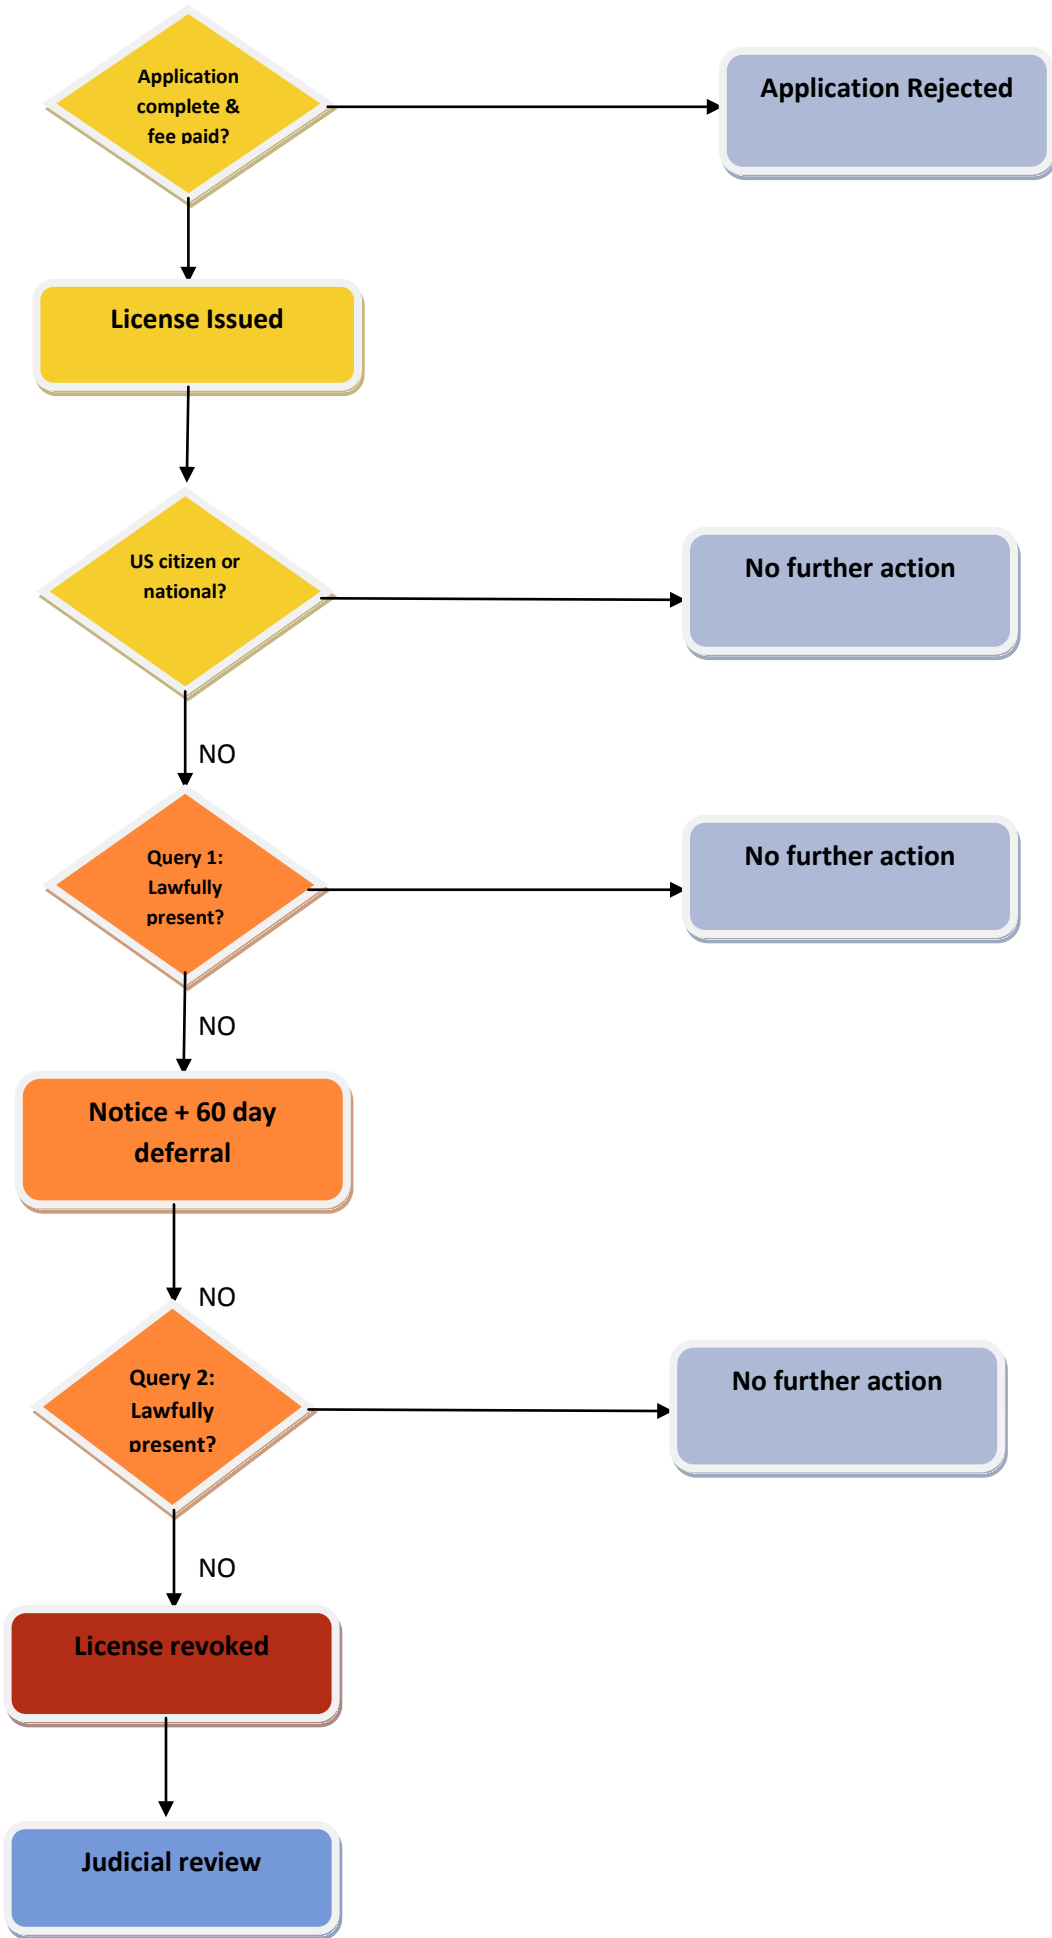 Application
complete &
fee paid?
Application Rejected
License Issued
US citizen or
national?
No further action
NO
Query 1:
Lawfully
present?
No further action
NO
Notice + 60 day
deferral
NO
Query 2:
Lawfully
present?
No further action
NO
License revoked
Judicial review